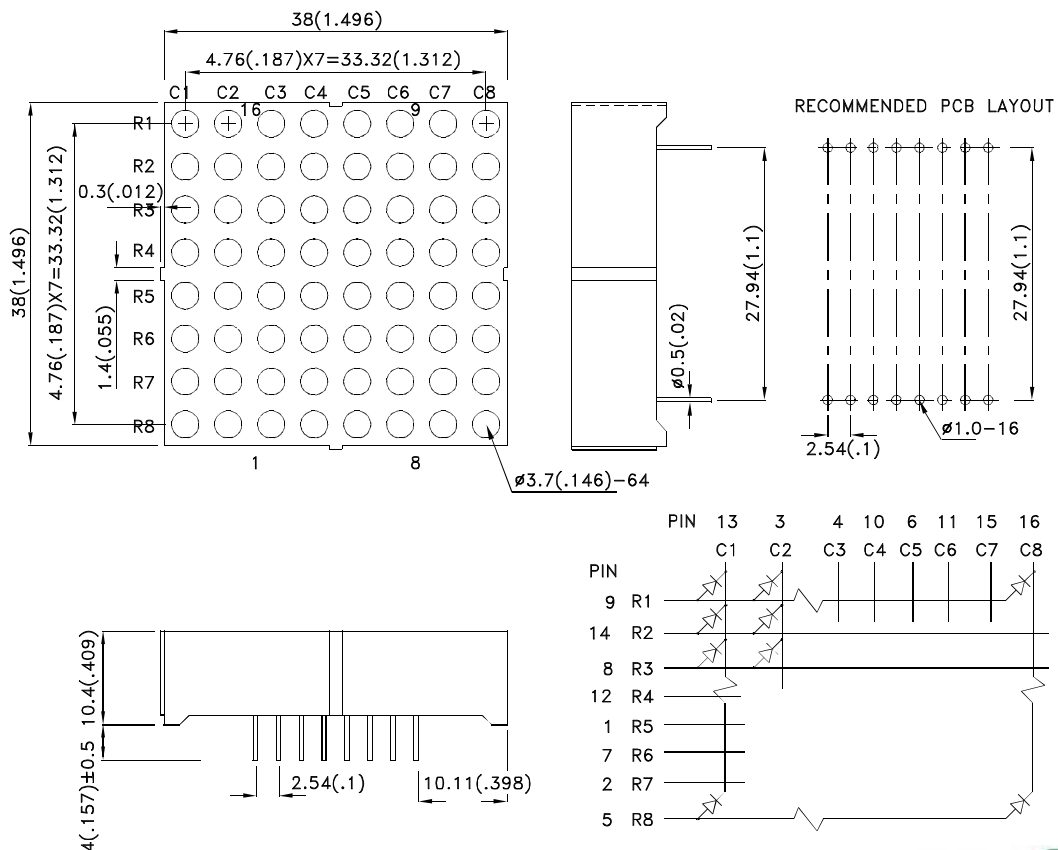 38(1.496)
4.76(.187)X7=33.32(1.312)
C1 C2 C3 C4 C5 C6 C7 C8
16 9
R1
R2
0.3(.012)
R3
R4
R5
R6
R7
R8
38(1.496)
4.76(.187)X7=33.32(1.312)
1.4(.055)
1 8
ø3.7(.146)-64
ø0.5(.02)
27.94(1.1)
RECOMMENDED PCB LAYOUT
27.94(1.1)
ø1.0-16
2.54(.1)
10.4(.409)
4(.157)±0.5
2.54(.1)
10.11(.398)
PIN 13 3 4 10 6 11 15 16
C1 C2 C3 C4 C5 C6 C7 C8
PIN
9 R1
14 R2
8 R3
12 R4
1 R5
7 R6
2 R7
5 R8